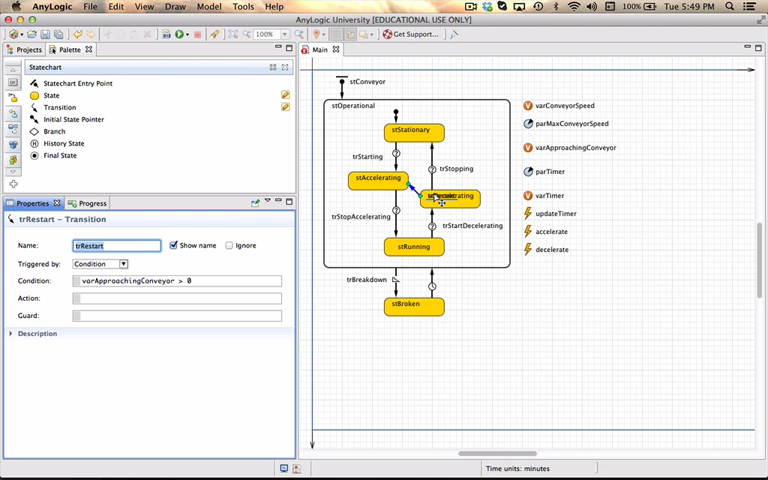 AnyLogic File Edit View Draw Model Tools Help 100% Tue 5:49 PM
AnyLogic University [EDUCATIONAL USE ONLY]
100% Get Support...
Projects Palette
Main
Statechart
Statechart Entry Point
State
Transition
Initial State Pointer
Branch
History State
Final State
Properties Progress
trRestart – Transition
Name: trRestart Show name Ignore
Triggered by: Condition
Condition: varApproachingConveyor > 0
Action:
Guard:
Description
stConveyor
stOperational
stStationary
trStarting
trStopping
stAccelerating
trStopAccelerating
trStartDecelerating
stRunning
trBreakdown
stBroken
varConveyorSpeed
parMaxConveyorSpeed
varApproachingConveyor
parTimer
varTimer
updateTimer
accelerate
decelerate
Time units: minutes